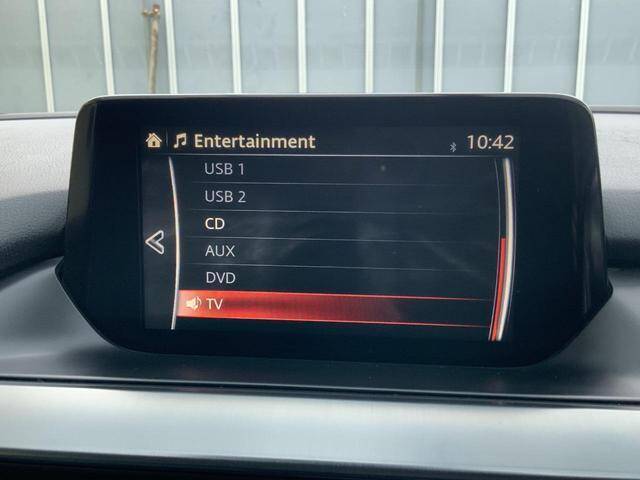 Entertainment 10:42
USB 1
USB 2
CD
AUX
DVD
TV